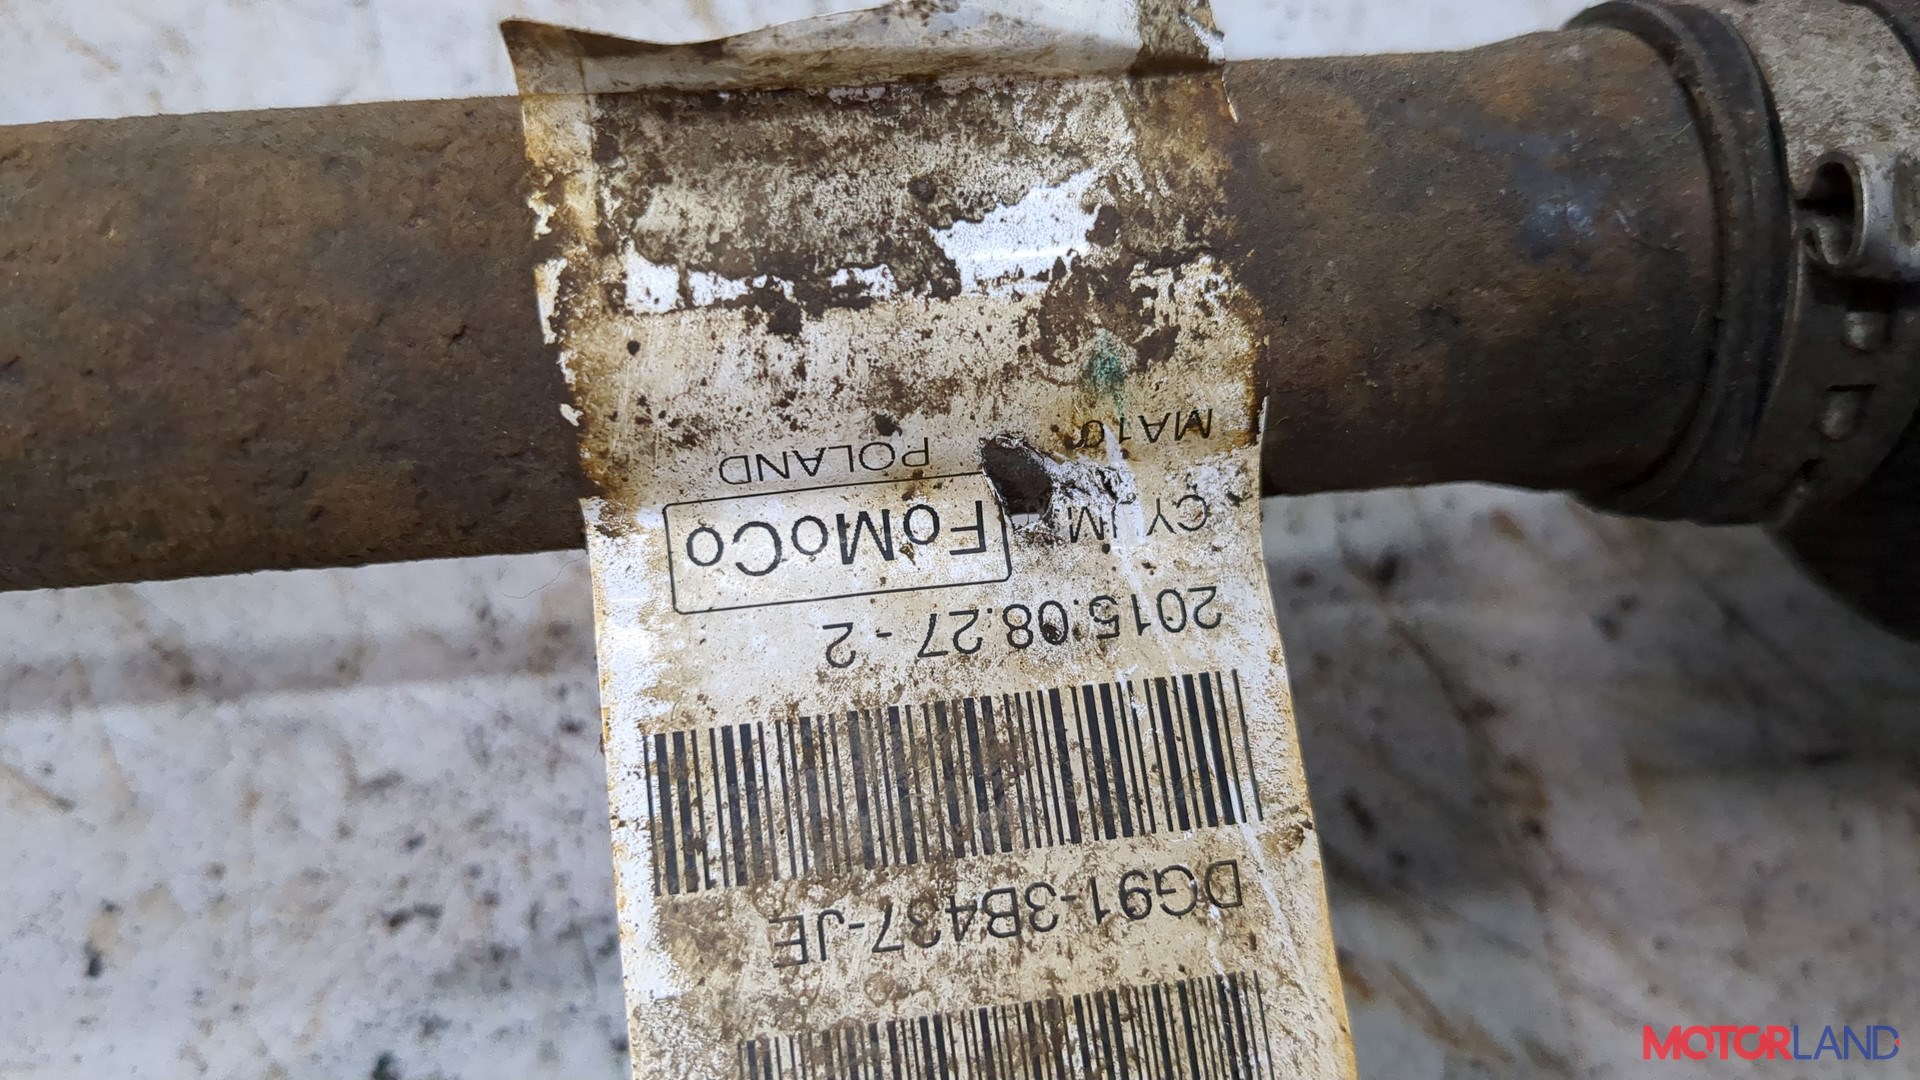 DG91-3B437-JE
2015.08.27 - 2
FoMoCo
MA10 POLAND
MOTORLAND